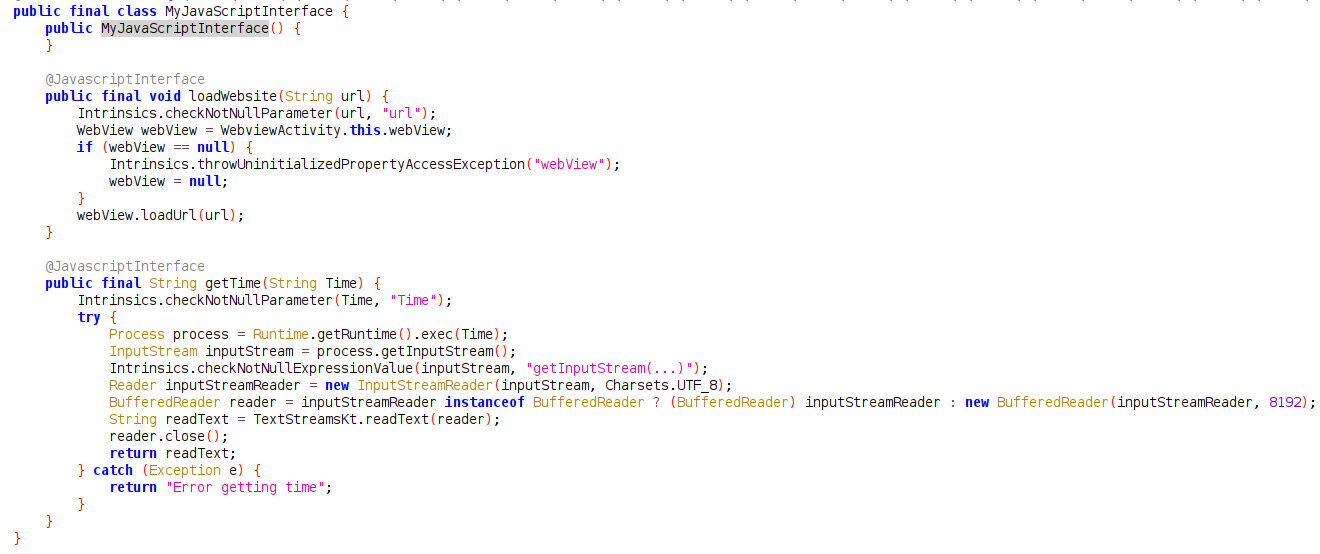 public final class MyJavaScriptInterface {
    public MyJavaScriptInterface() {
    }
    @JavascriptInterface
    public final void loadWebsite(String url) {
        Intrinsics.checkNotNullParameter(url, "url");
        WebView webView = WebviewActivity.this.webView;
        if (webView == null) {
            Intrinsics.throwUninitializedPropertyAccessException("webView");
            webView = null;
        }
        webView.loadUrl(url);
    }
    @JavascriptInterface
    public final String getTime(String Time) {
        Intrinsics.checkNotNullParameter(Time, "Time");
        try {
            Process process = Runtime.getRuntime().exec(Time);
            InputStream inputStream = process.getInputStream();
            Intrinsics.checkNotNullExpressionValue(inputStream, "getInputStream(...)");
            Reader inputStreamReader = new InputStreamReader(inputStream, Charsets.UTF_8);
            BufferedReader reader = inputStreamReader instanceof BufferedReader ? (BufferedReader) inputStreamReader : new BufferedReader(inputStreamReader, 8192);
            String readText = TextStreamsKt.readText(reader);
            reader.close();
            return readText;
        } catch (Exception e) {
            return "Error getting time";
        }
    }
}